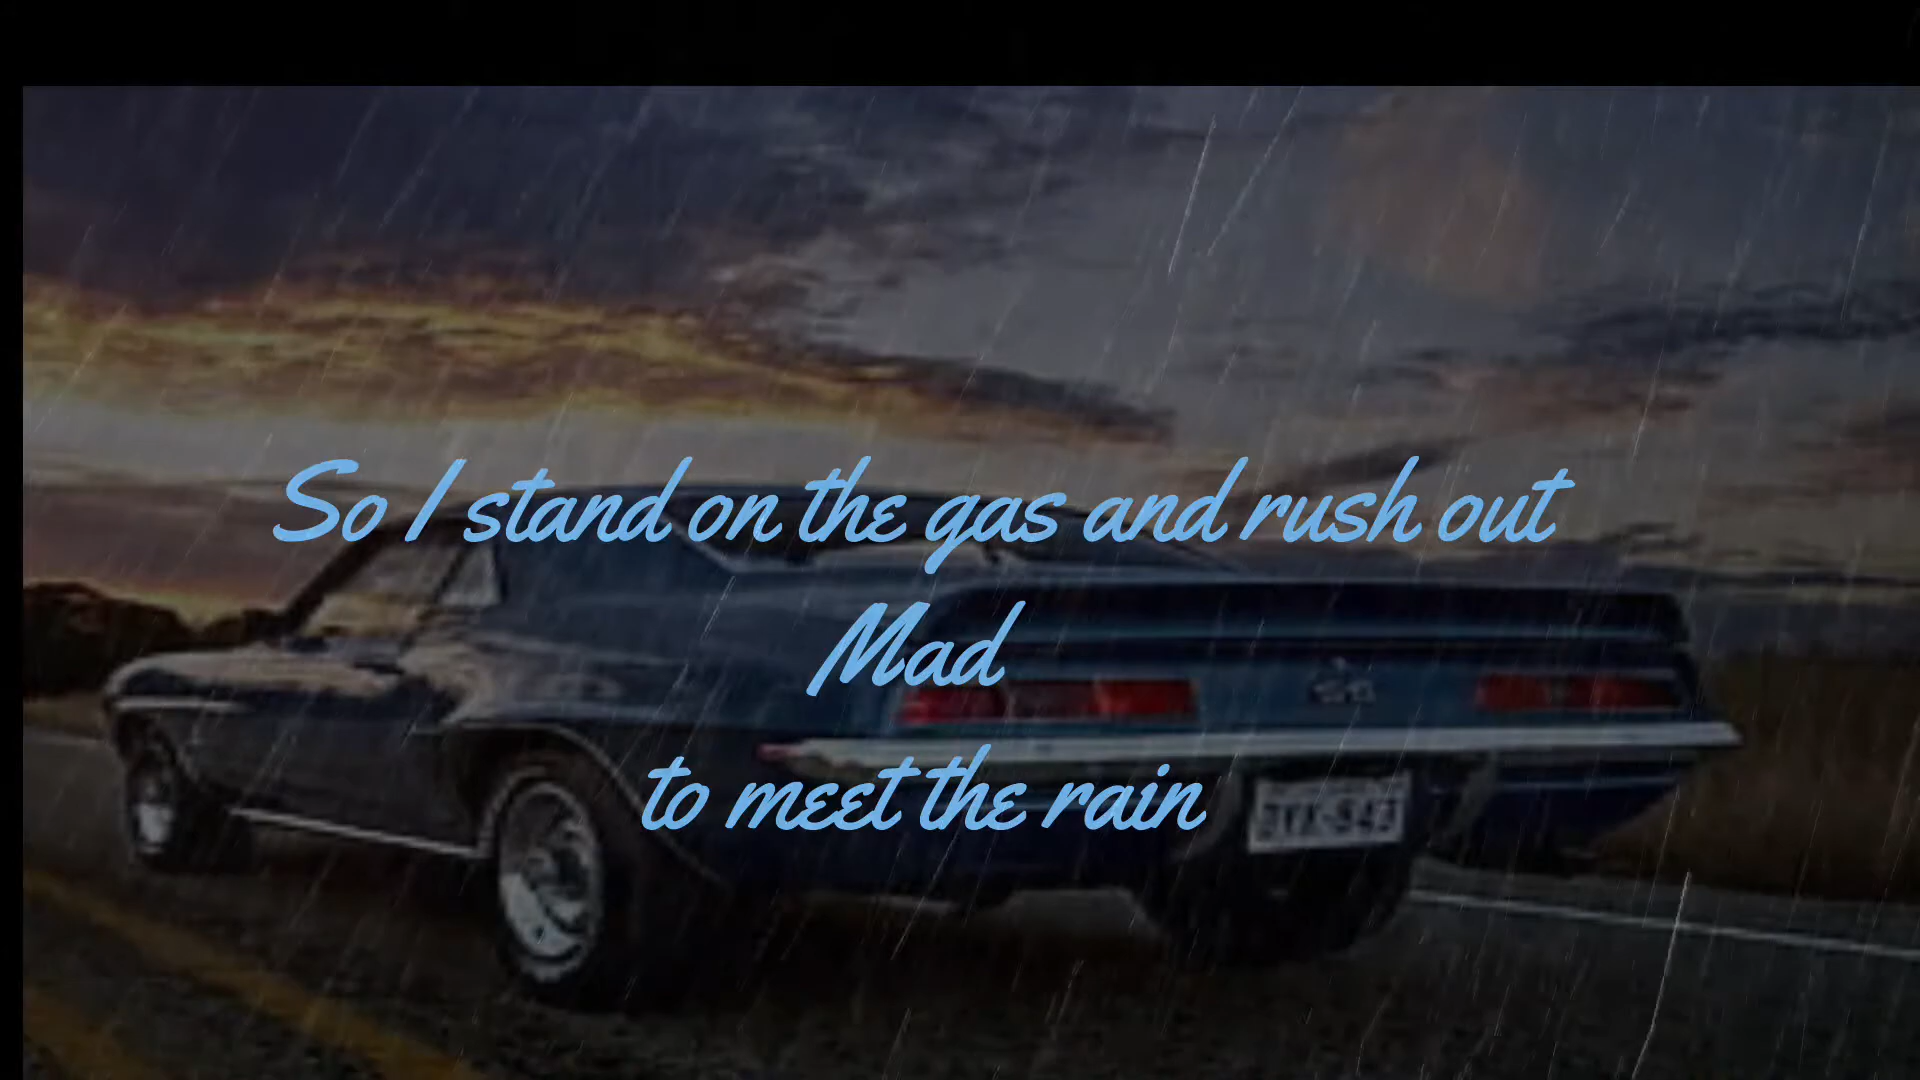 So I stand on the gas and rush out
Mad
to meet the rain